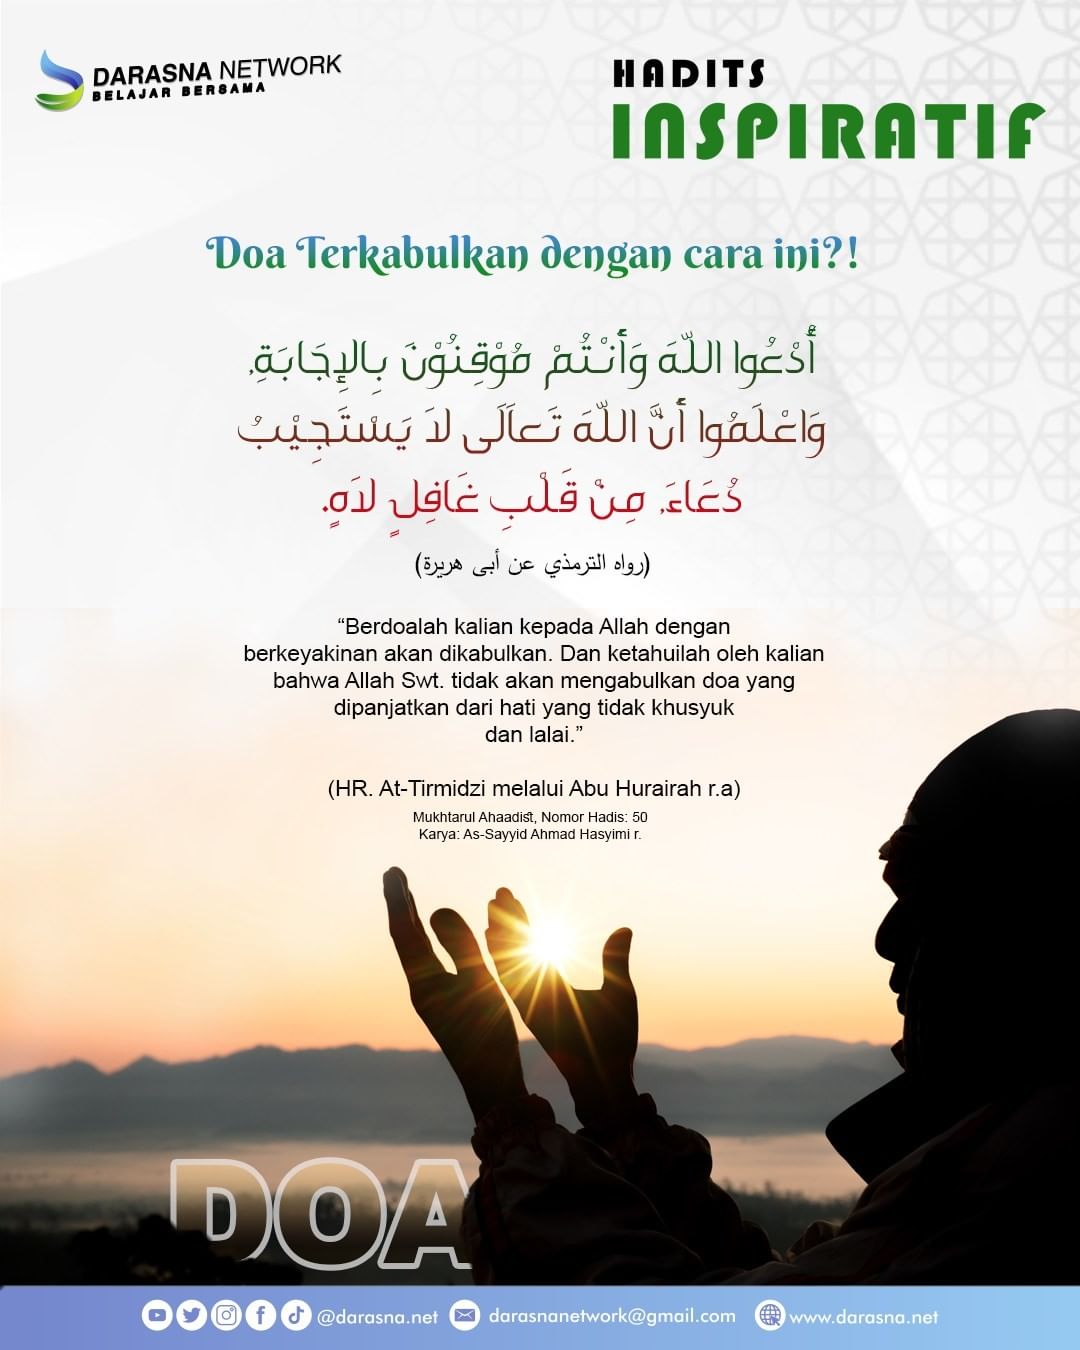 DARASNA NETWORK
BELAJAR BERSAMA
HADITS
INSPIRATIF
Doa Terkabulkan dengan cara ini?!
أُدْعُوا اللّٰهَ وَأَنْتُمْ مُوْقِنُوْنَ بِالْإِجَابَةِ،
وَاعْلَمُوا أَنَّ اللّٰهَ تَعَالَى لَا يَسْتَجِيْبُ
دُعَاءَ، مِنْ قَلْبِ غَافِلٍ لَاهٍ.
(رواه الترمذي عن أبى هريرة)
“Berdoalah kalian kepada Allah dengan
berkeyakinan akan dikabulkan. Dan ketahuilah oleh kalian
bahwa Allah Swt. tidak akan mengabulkan doa yang
dipanjatkan dari hati yang tidak khusyuk
dan lalai.”
(HR. At-Tirmidzi melalui Abu Hurairah r.a)
Mukhtarul Ahaadist, Nomor Hadis: 50
Karya: As-Sayyid Ahmad Hasyimi r.
DOA
@darasna.net darasnanetwork@gmail.com www.darasna.net